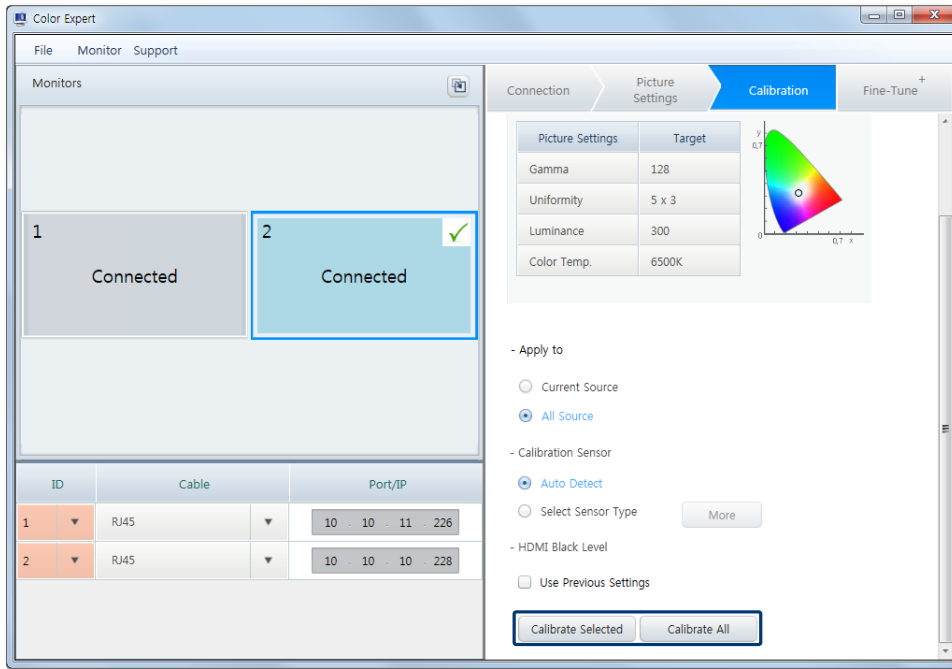 Color Expert
File Monitor Support
Monitors
1
Connected
2
Connected
ID Cable Port/IP
1 RJ45 10 . 10 . 11 . 226
2 RJ45 10 . 10 . 10 . 228
Connection
Picture
Settings
Calibration
Fine-Tune +
Picture Settings Target
Gamma 128
Uniformity 5 x 3
Luminance 300
Color Temp. 6500K
y
0,7
0
0,7 x
- Apply to
Current Source
All Source
- Calibration Sensor
Auto Detect
Select Sensor Type More
- HDMI Black Level
Use Previous Settings
Calibrate Selected Calibrate All